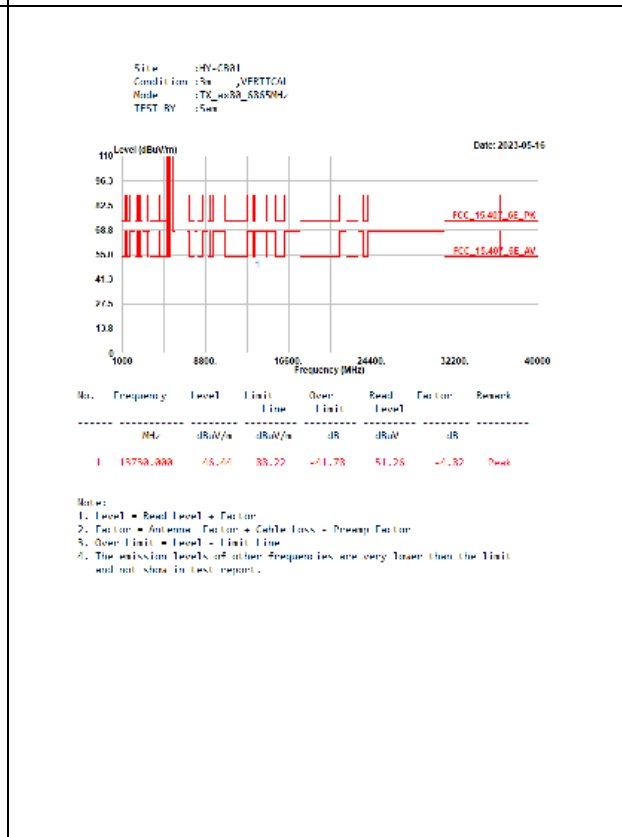 Site :HY-CB01
Condition :3m ,VERTICAL
Mode :TX_ax80_6865MHz
TEST BY :Sam
Date: 2023-05-16
Level (dBuV/m)
110
96.3
82.5
FCC_15.407_6E_PK
68.8
FCC_15.407_6E_AV
55.0
1
41.3
27.5
13.8
0
1000 8800. 16600. 24400. 32200. 40000
Frequency (MHz)
No. Frequency Level Limit Over Read Factor Remark
Line Limit Level
MHz dBuV/m dBuV/m dB dBuV dB
1 13730.000 46.44 88.22 -41.78 51.26 -4.82 Peak
Note:
1. Level = Read Level + Factor
2. Factor = Antenna Factor + Cable Loss - Preamp Factor
3. Over Limit = Level - Limit Line
4. The emission levels of other frequencies are very lower than the limit
and not show in test report.